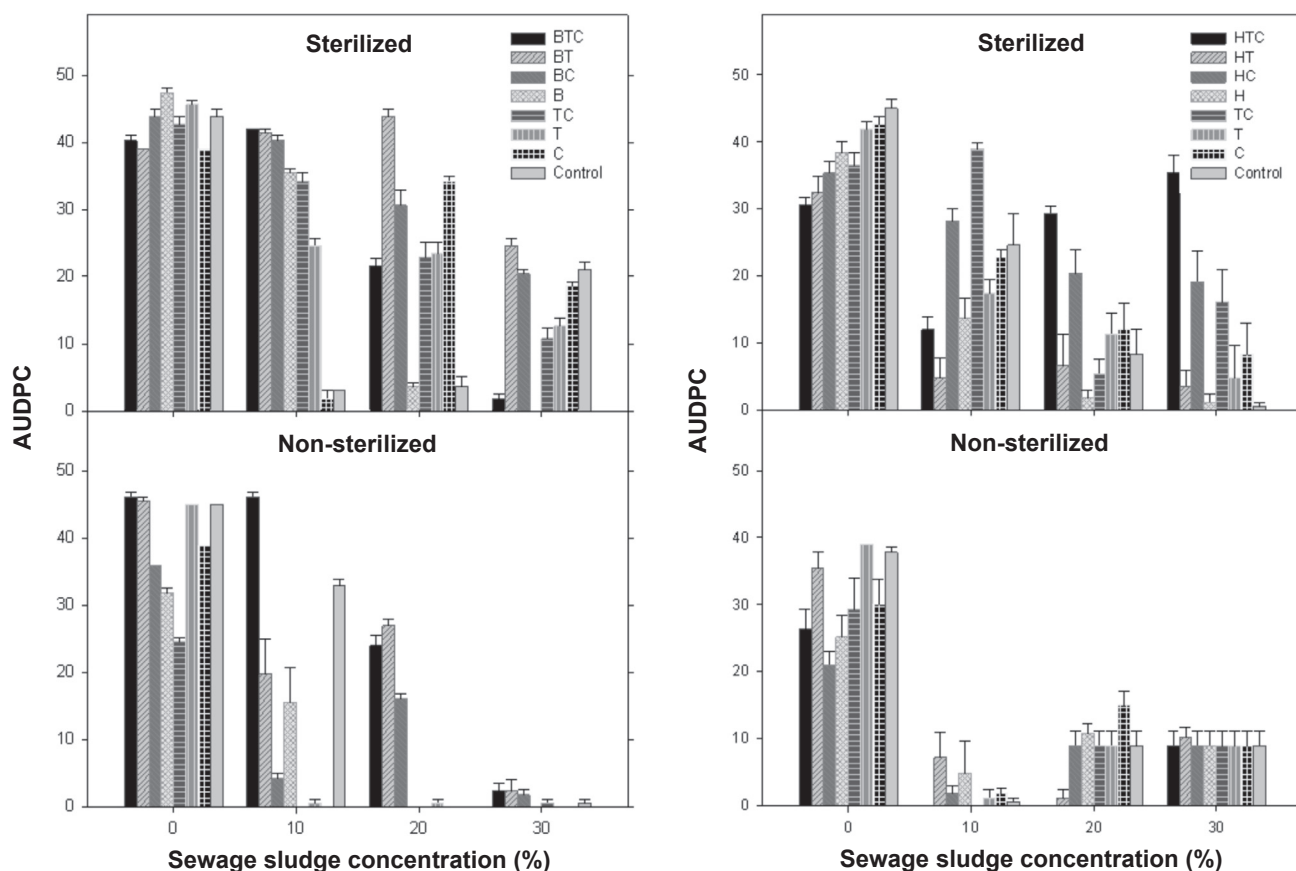 Sterilized
BTC
BT
BC
B
TC
T
C
Control
50
40
30
20
10
0
Non-sterilized
50
40
30
20
10
0
AUDPC
0 10 20 30
Sewage sludge concentration (%)
Sterilized
HTC
HT
HC
H
TC
T
C
Control
50
40
30
20
10
0
Non-sterilized
50
40
30
20
10
0
AUDPC
0 10 20 30
Sewage sludge concentration (%)